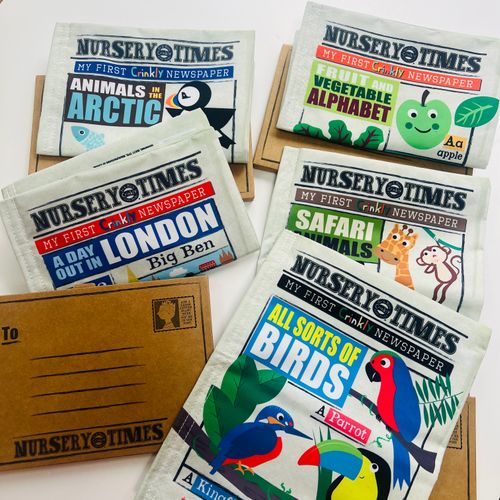 NURSERY TIMES
MY FIRST Crinkly NEWSPAPER
ANIMALS IN THE
ARCTIC
NURSERY TIMES
MY FIRST Crinkly NEWSPAPER
FRUIT AND
VEGETABLE
ALPHABET
Aa
apple
NURSERY TIMES
MY FIRST Crinkly NEWSPAPER
A DAY
OUT IN LONDON
Big Ben
NURSERY TIMES
MY FIRST Crinkly NEWSPAPER
SAFARI
ANIMALS
NURSERY TIMES
MY FIRST Crinkly NEWSPAPER
ALL SORTS OF
BIRDS
A Parrot
To
NURSERY TIMES